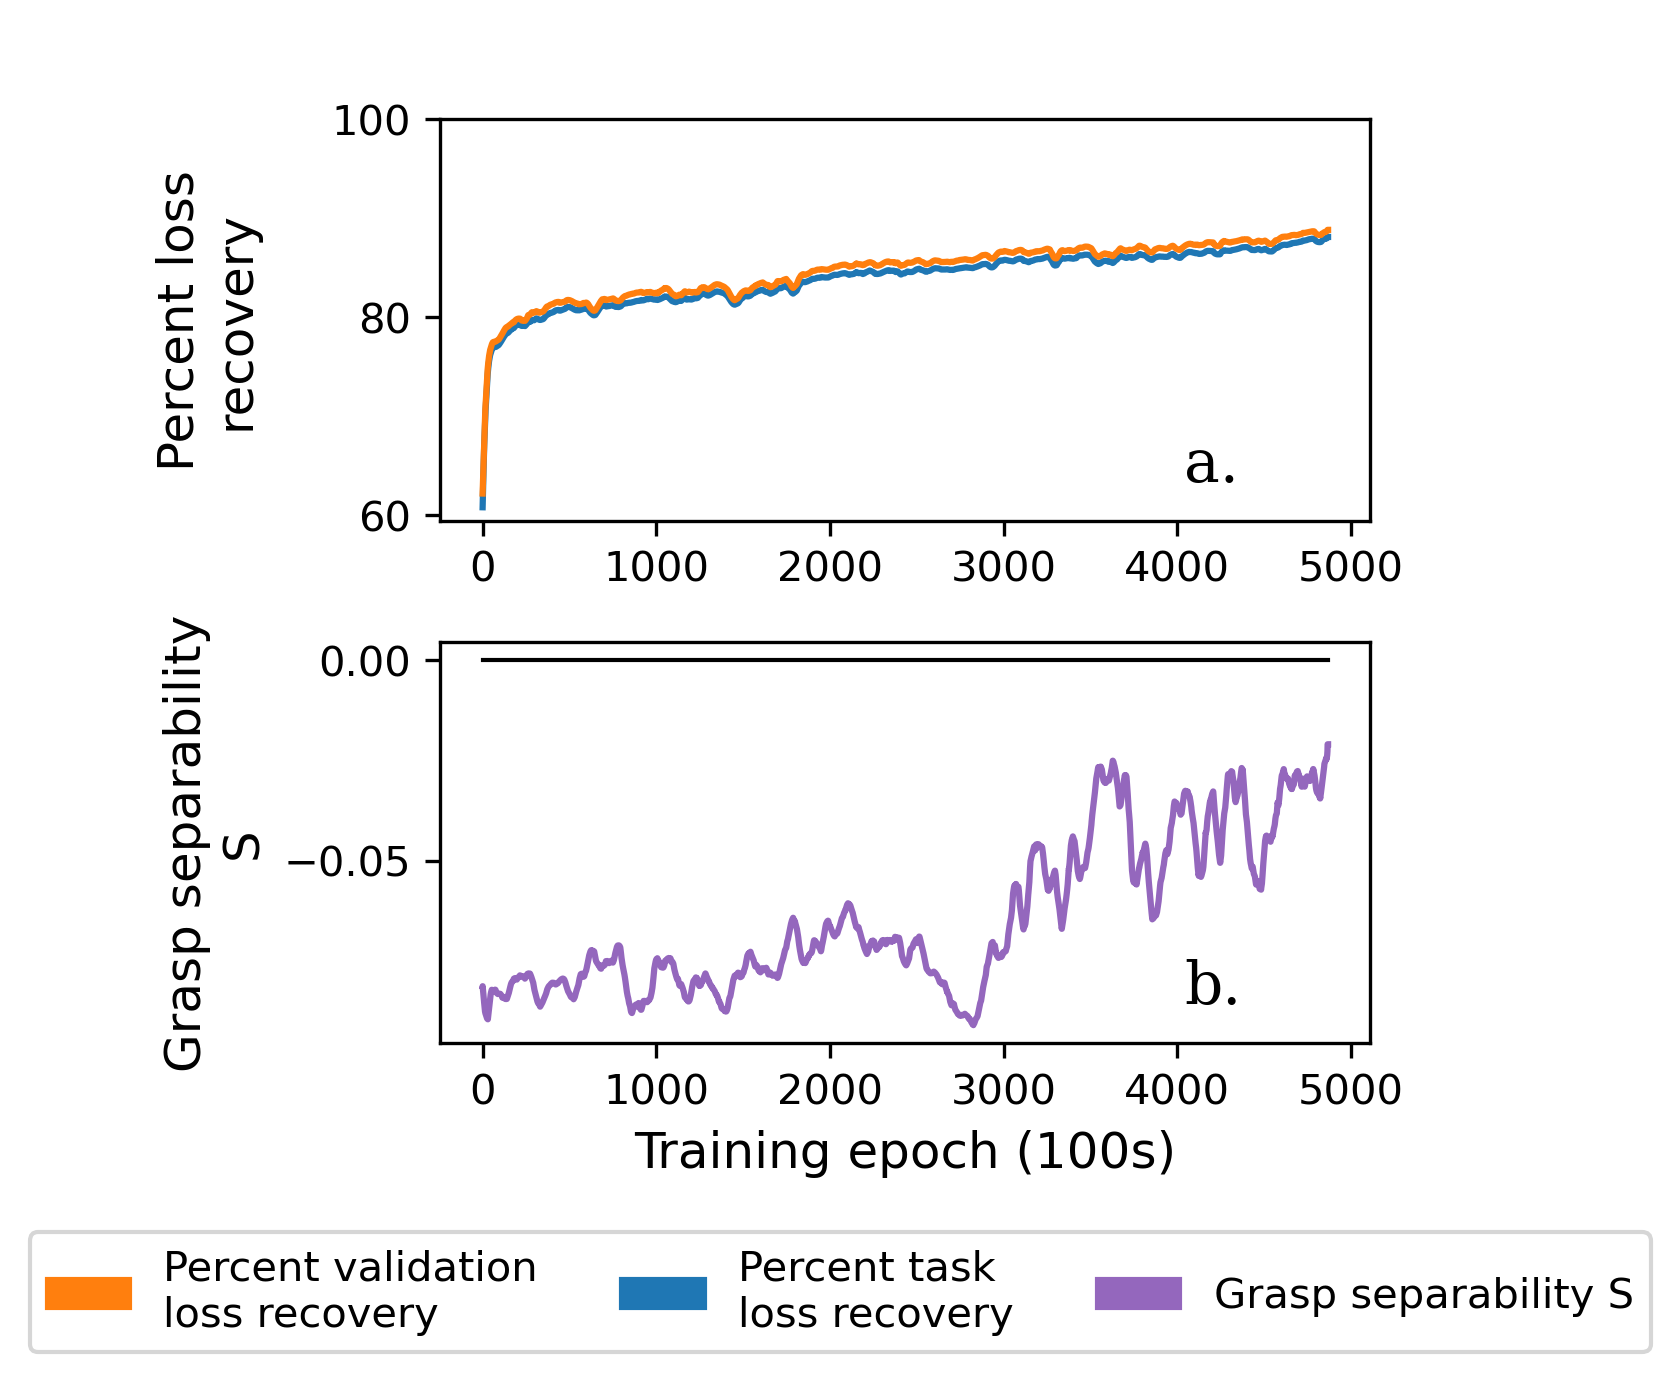 Percent loss
recovery
100
80
60
0
1000
2000
3000
4000
5000
a.
Grasp separability
S
0.00
−0.05
0
1000
2000
3000
4000
5000
b.
Training epoch (100s)
Percent validation
loss recovery
Percent task
loss recovery
Grasp separability S